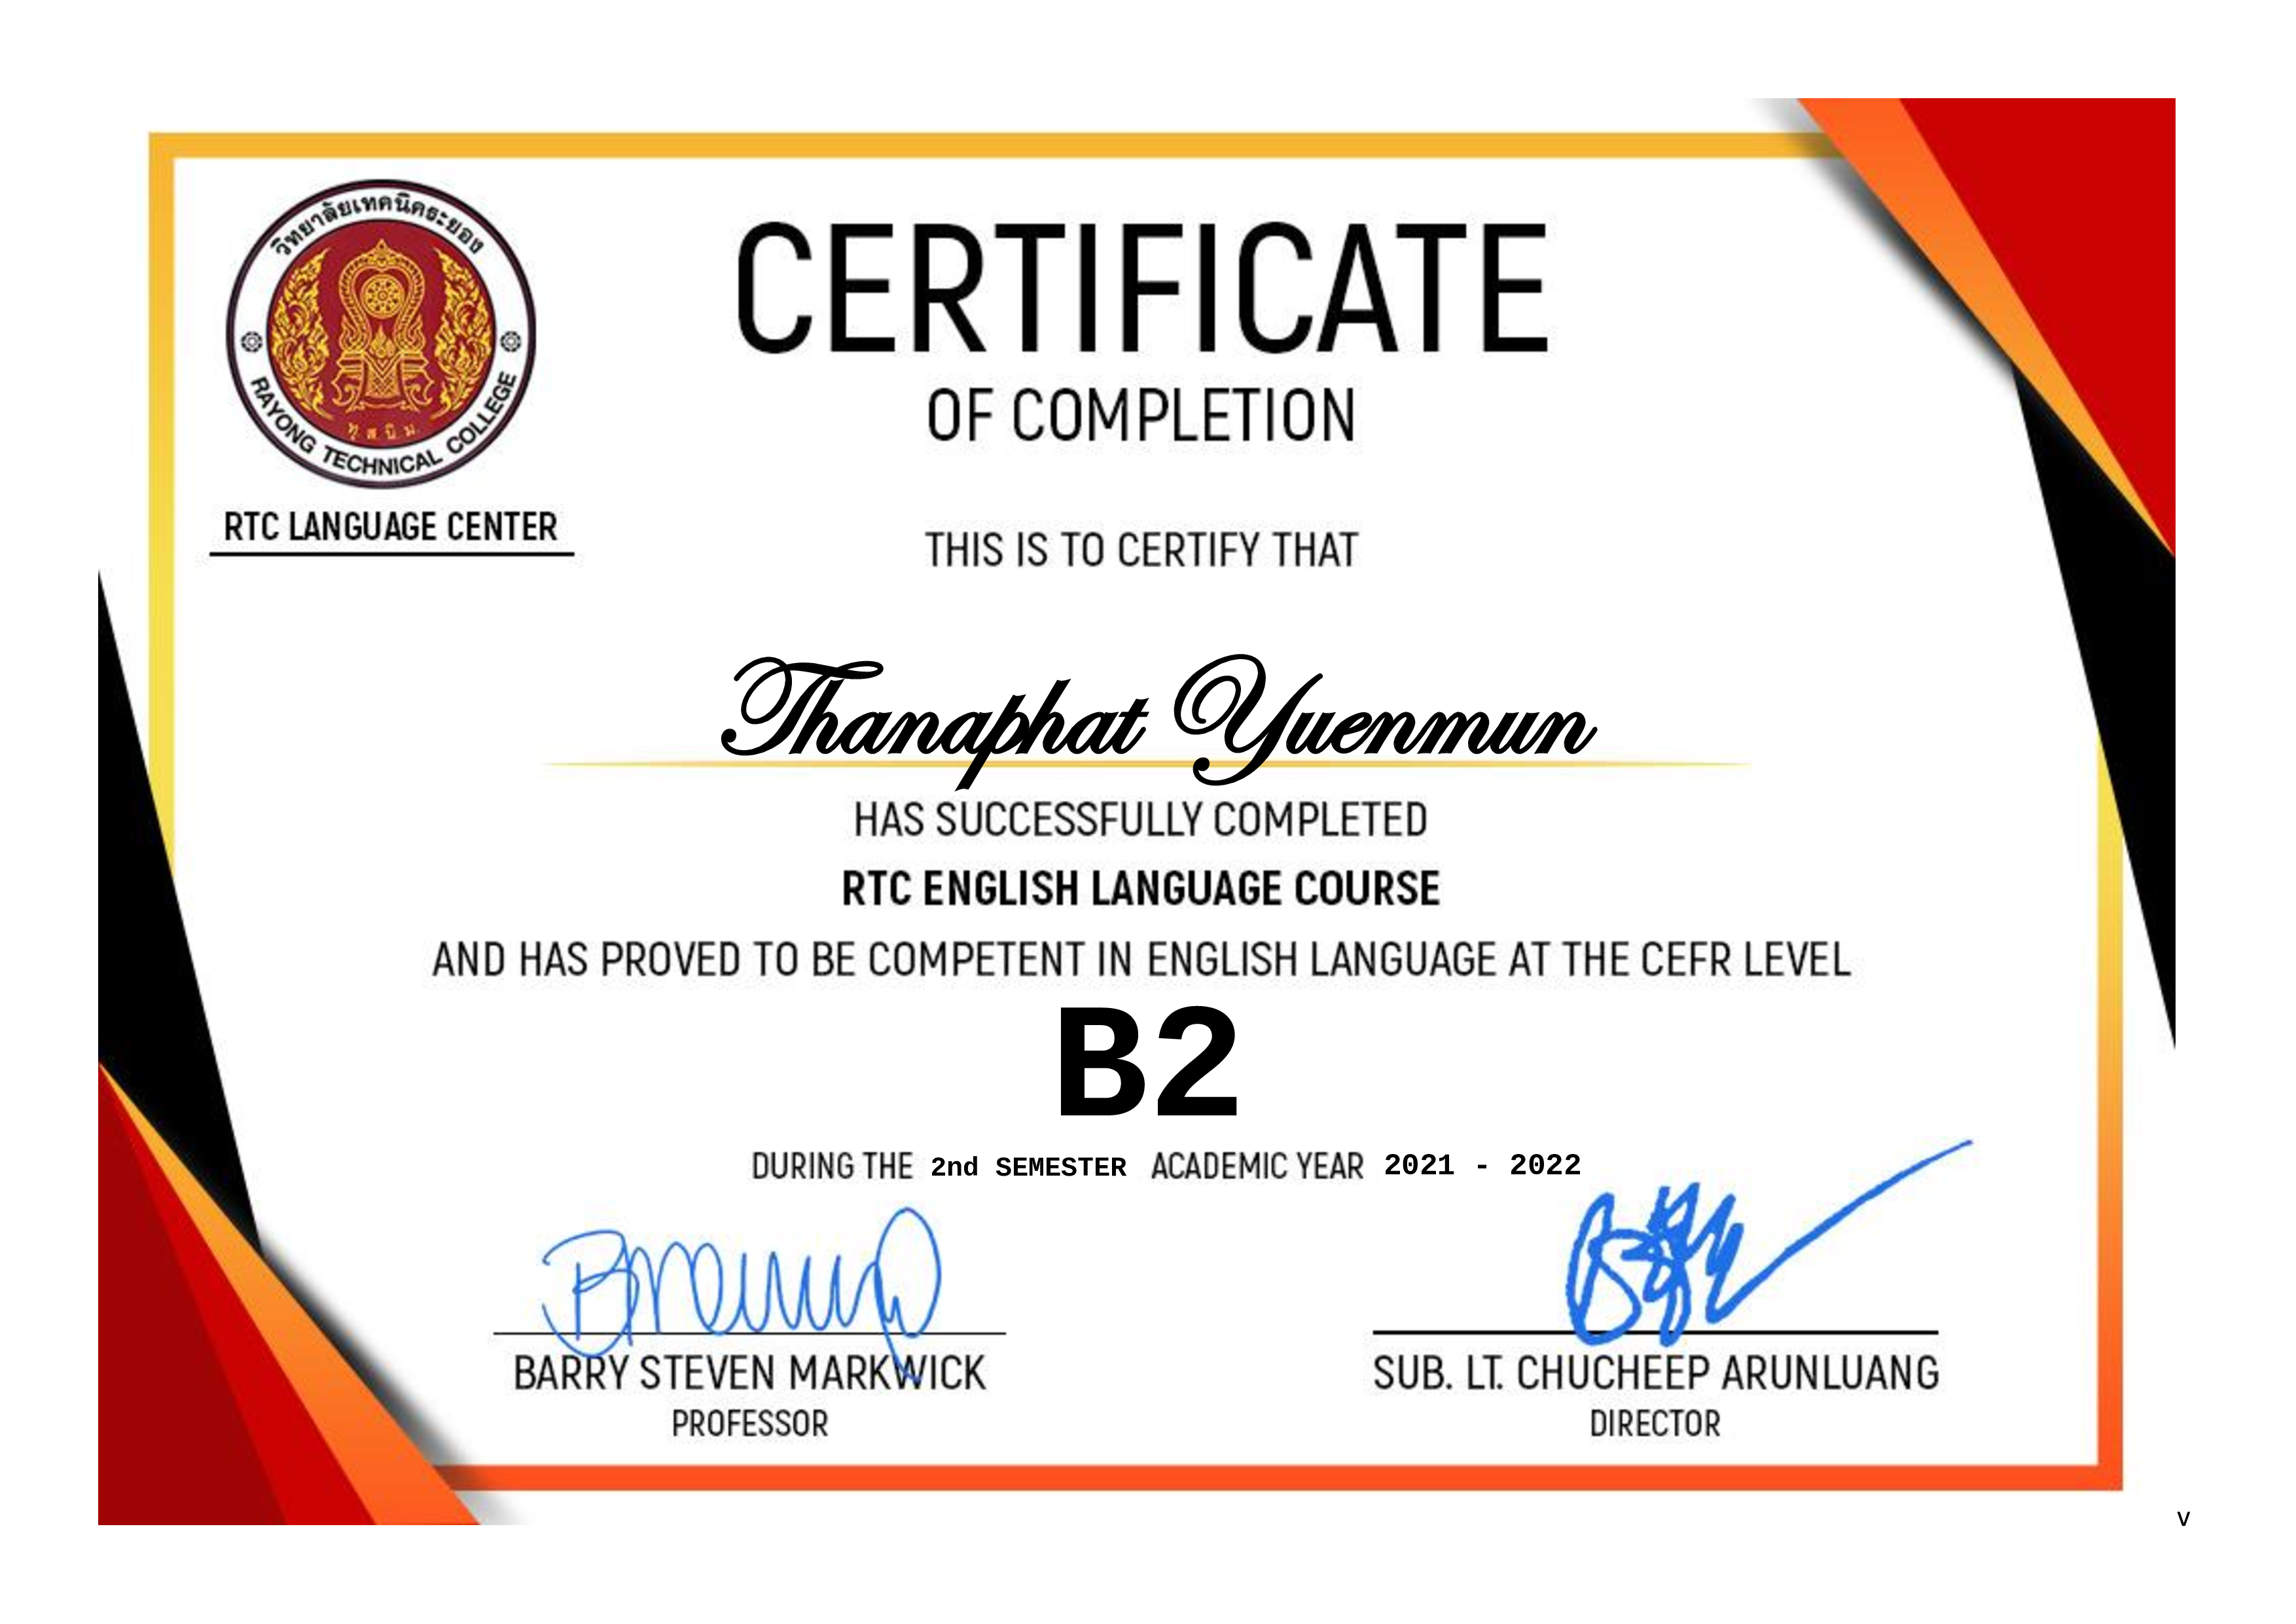 วิทยาลัยเทคนิคระยอง
ทุ ส นิ ม
RAYONG TECHNICAL COLLEGE
RTC LANGUAGE CENTER
CERTIFICATE
OF COMPLETION
THIS IS TO CERTIFY THAT
Thanaphat Yuenmun
HAS SUCCESSFULLY COMPLETED
RTC ENGLISH LANGUAGE COURSE
AND HAS PROVED TO BE COMPETENT IN ENGLISH LANGUAGE AT THE CEFR LEVEL
B2
DURING THE 2nd SEMESTER ACADEMIC YEAR 2021 - 2022
BARRY STEVEN MARKWICK
PROFESSOR
SUB. LT. CHUCHEEP ARUNLUANG
DIRECTOR
v